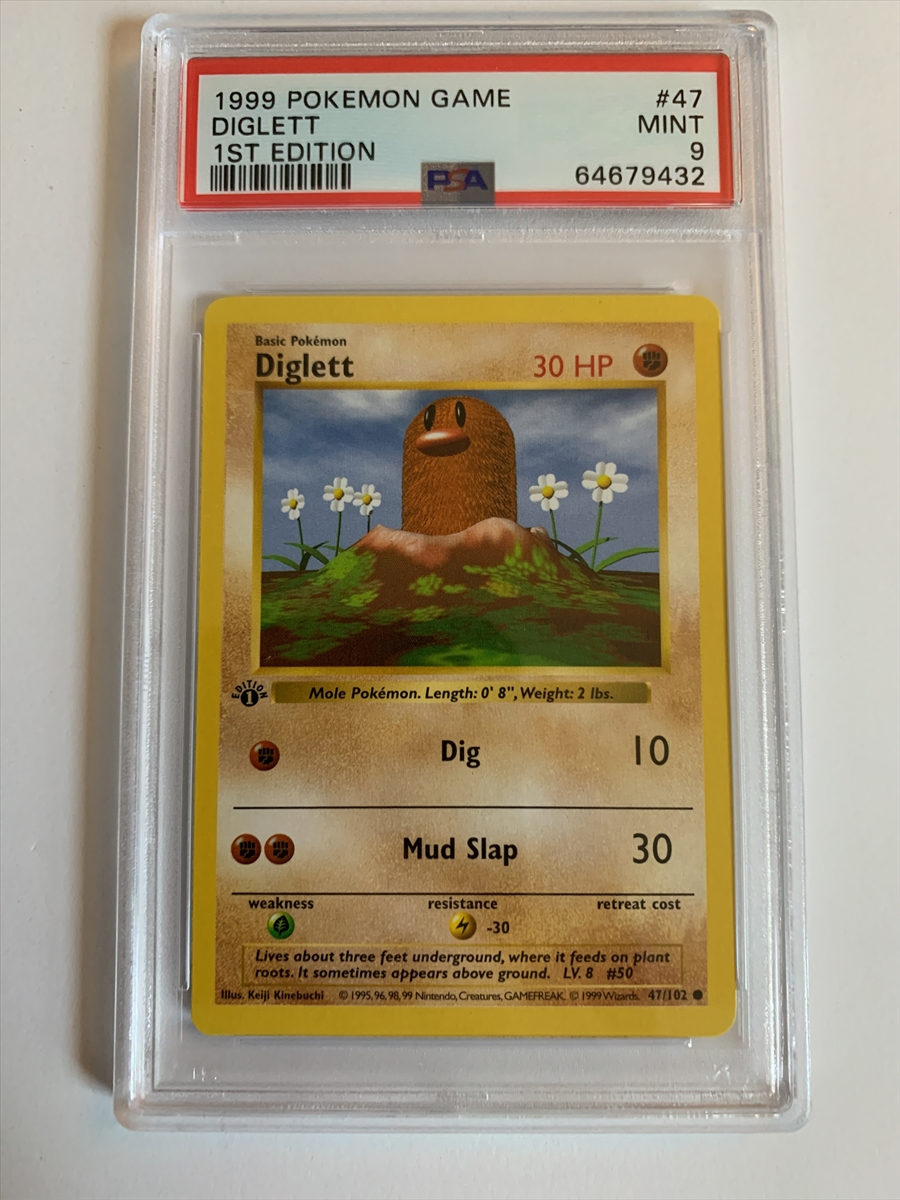 1999 POKEMON GAME #47
DIGLETT MINT
1ST EDITION 9
PSA 64679432
Basic Pokémon
Diglett 30 HP
EDITION 1
Mole Pokémon. Length: 0' 8", Weight: 2 lbs.
Dig 10
Mud Slap 30
weakness resistance retreat cost
-30
Lives about three feet underground, where it feeds on plant
roots. It sometimes appears above ground. LV. 8 #50
Illus. Keiji Kinebuchi © 1995, 96, 98, 99 Nintendo, Creatures, GAMEFREAK. © 1999 Wizards. 47/102